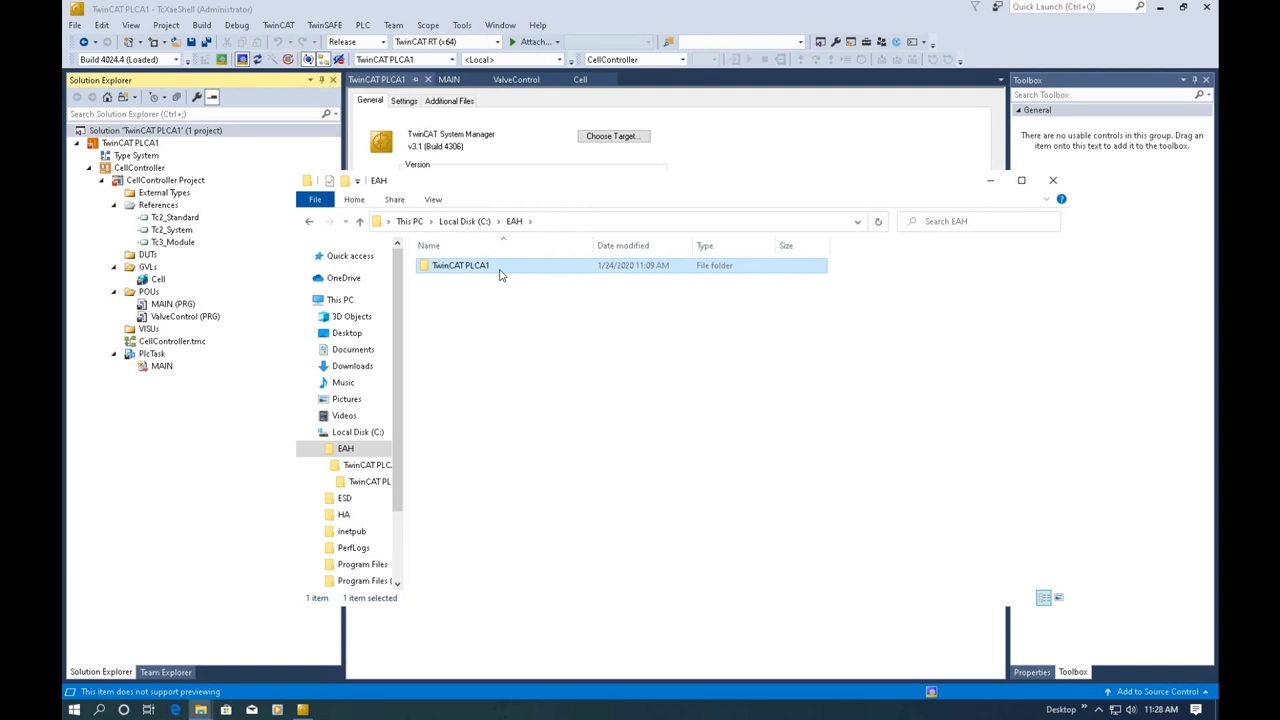 TwinCAT PLCA1 - TcXaeShell (Administrator)
Quick Launch (Ctrl+;)
File Edit View Project Build Debug TwinCAT TwinSAFE PLC Team Scope Tools Window Help
Release TwinCAT RT (x64) Attach...
Build 4024.4 (Loaded) TwinCAT PLCA1 <Local> CellController
Solution Explorer
Search Solution Explorer (Ctrl+;)
Solution "TwinCAT PLCA1" (1 project)
TwinCAT PLCA1
Type System
CellController
CellController Project
External Types
References
Tc2_Standard
Tc2_System
Tc3_Module
DUTs
GVLs
Cell
POUs
MAIN (PRG)
ValveControl (PRG)
VISUs
CellController.tmc
PlcTask
MAIN
Solution Explorer Team Explorer
TwinCAT PLCA1 MAIN ValveControl Cell
General Settings Additional Files
TwinCAT System Manager
v3.1 (Build 4306)
Choose Target...
Version
EAH
File Home Share View
This PC Local Disk (C:) EAH
Search EAH
Name Date modified Type Size
TwinCAT PLCA1 1/24/2020 11:09 AM File folder
Quick access
OneDrive
This PC
3D Objects
Desktop
Documents
Downloads
Music
Pictures
Videos
Local Disk (C:)
EAH
TwinCAT PLC
TwinCAT PL
ESD
HA
inetpub
PerfLogs
Program Files
Program Files (
1 item 1 item selected
Toolbox
Search Toolbox
General
There are no usable controls in this group. Drag an
item onto this text to add it to the toolbox.
Properties Toolbox
This item does not support previewing
Add to Source Control
Desktop 11:28 AM